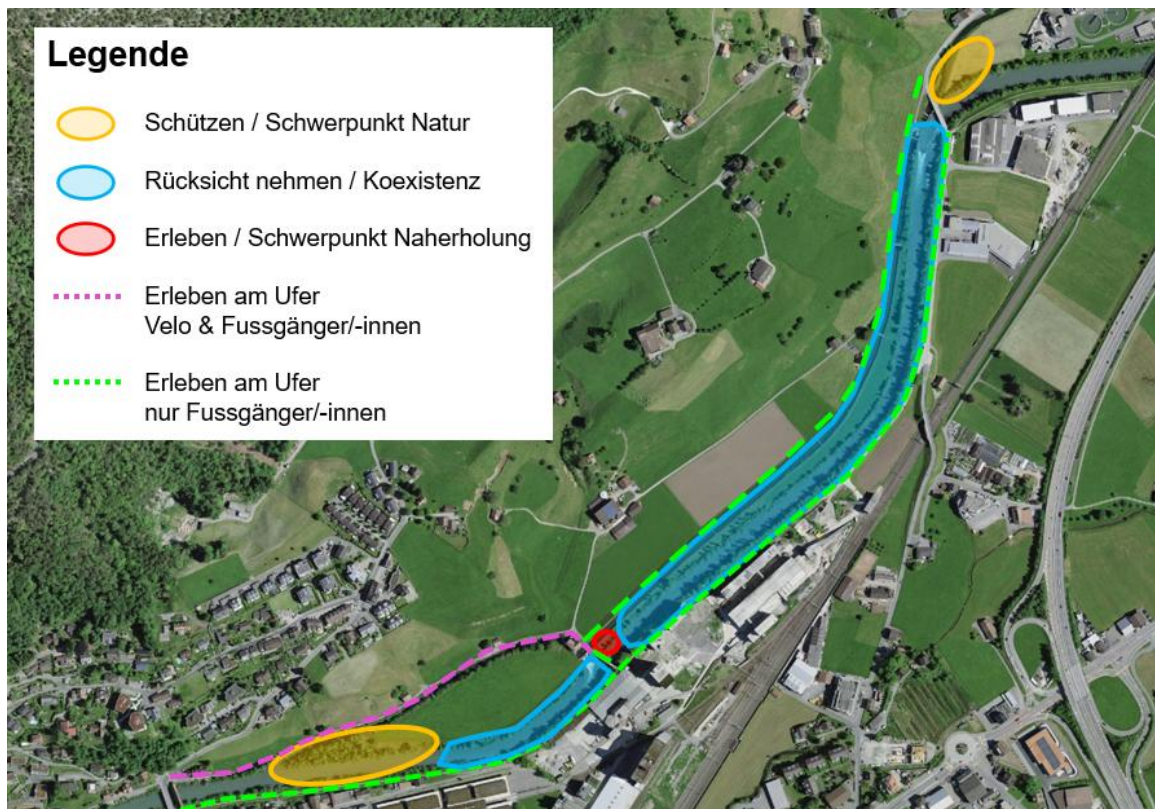 Legende
Schützen / Schwerpunkt Natur
Rücksicht nehmen / Koexistenz
Erleben / Schwerpunkt Naherholung
Erleben am Ufer
Velo & Fussgänger/-innen
Erleben am Ufer
nur Fussgänger/-innen